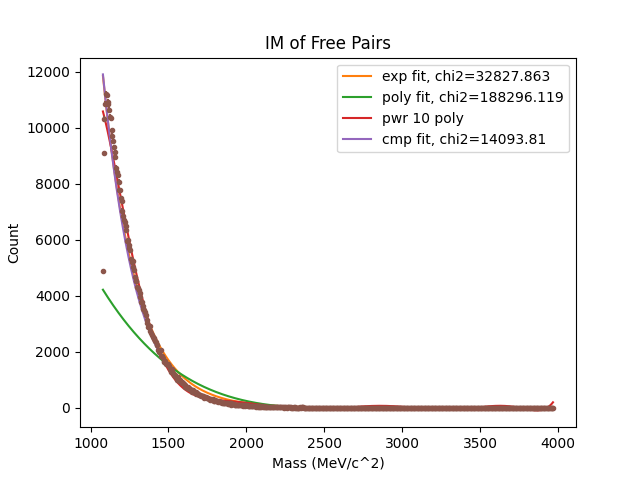 IM of Free Pairs
exp fit, chi2=32827.863
poly fit, chi2=188296.119
pwr 10 poly
cmp fit, chi2=14093.81
12000
10000
8000
6000
4000
2000
0
Count
1000 1500 2000 2500 3000 3500 4000
Mass (MeV/c^2)